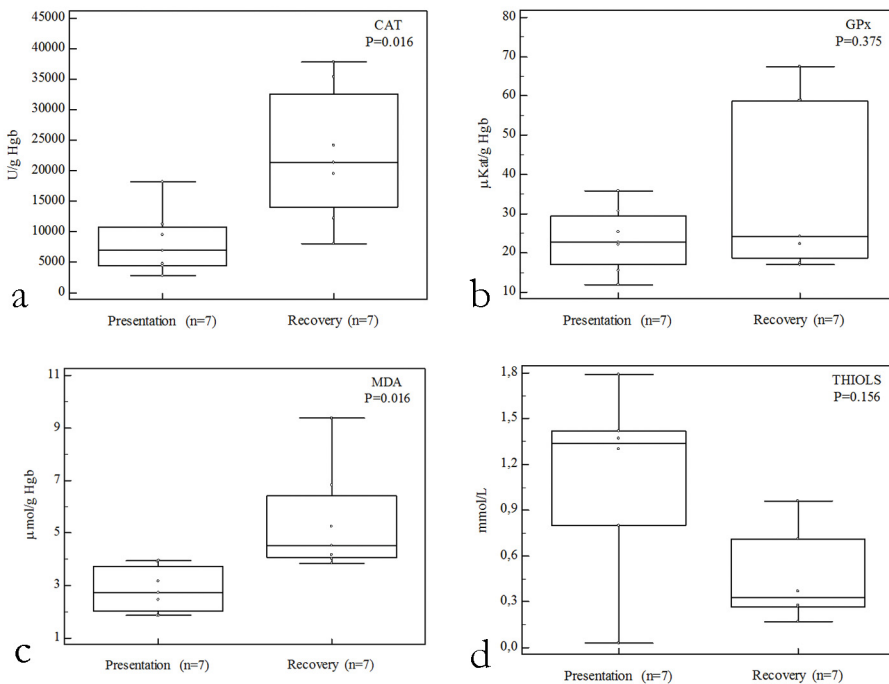 CAT
P=0.016
45000
40000
35000
30000
25000
20000
15000
10000
5000
0
U/g Hgb
a
Presentation (n=7)
Recovery (n=7)
GPx
P=0.375
80
70
60
50
40
30
20
10
μKat/g Hgb
b
Presentation (n=7)
Recovery (n=7)
MDA
P=0.016
11
9
7
5
3
1
μmol/g Hgb
c
Presentation (n=7)
Recovery (n=7)
THIOLS
P=0.156
1,8
1,5
1,2
0,9
0,6
0,3
0,0
mmol/L
d
Presentation (n=7)
Recovery (n=7)